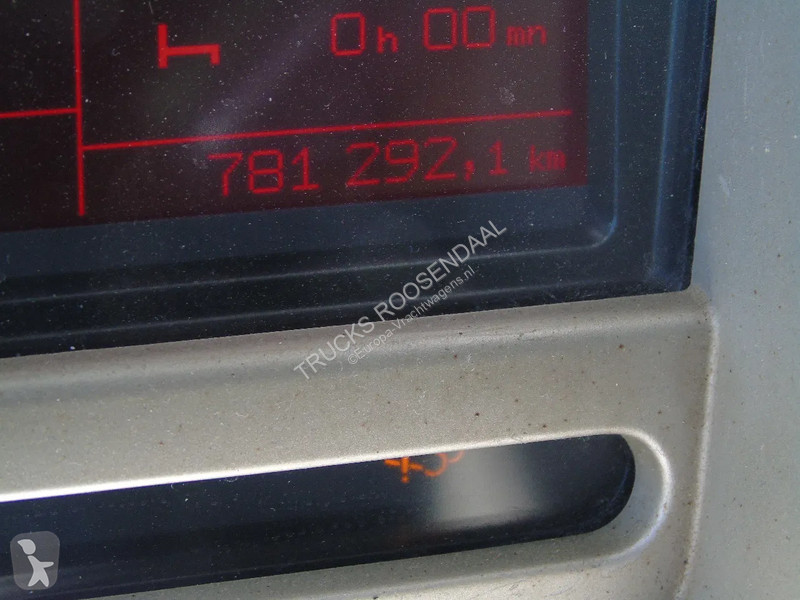 0h 00mn
781 292,1 km
TRUCKS ROOSENDAAL
©Europa-Vrachtwagens.nl